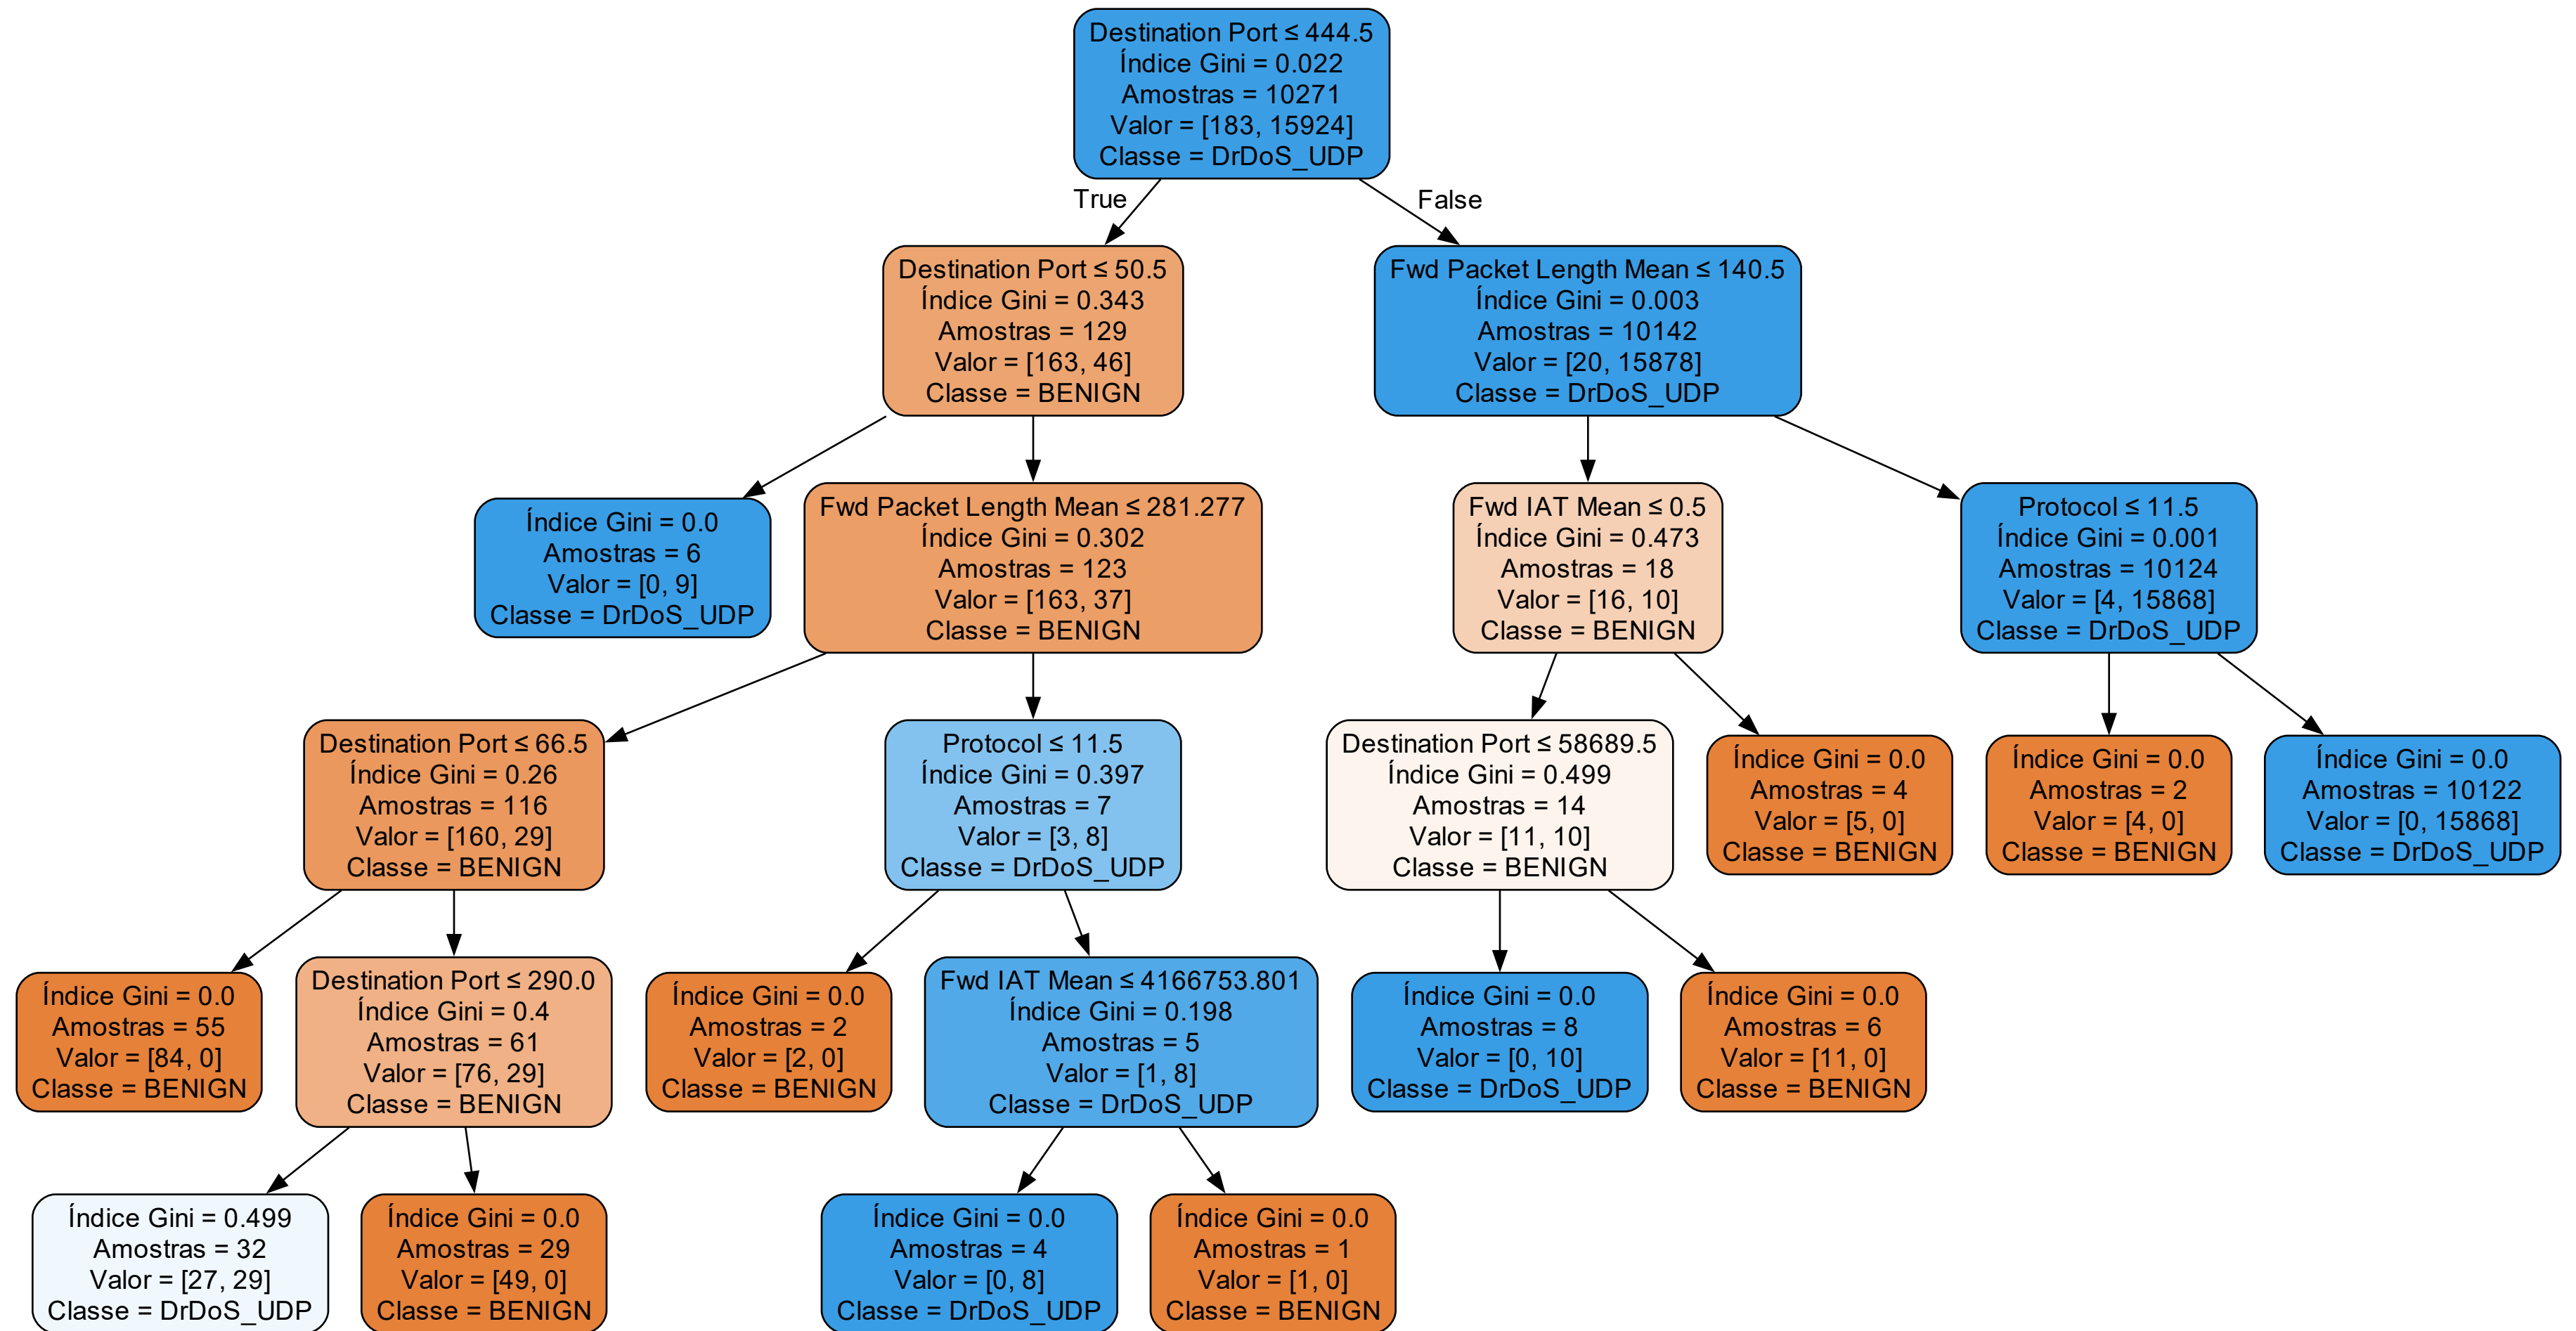 Destination Port ≤ 444.5
Índice Gini = 0.022
Amostras = 10271
Valor = [183, 15924]
Classe = DrDoS_UDP
True
False
Destination Port ≤ 50.5
Índice Gini = 0.343
Amostras = 129
Valor = [163, 46]
Classe = BENIGN
Fwd Packet Length Mean ≤ 140.5
Índice Gini = 0.003
Amostras = 10142
Valor = [20, 15878]
Classe = DrDoS_UDP
Índice Gini = 0.0
Amostras = 6
Valor = [0, 9]
Classe = DrDoS_UDP
Fwd Packet Length Mean ≤ 281.277
Índice Gini = 0.302
Amostras = 123
Valor = [163, 37]
Classe = BENIGN
Fwd IAT Mean ≤ 0.5
Índice Gini = 0.473
Amostras = 18
Valor = [16, 10]
Classe = BENIGN
Protocol ≤ 11.5
Índice Gini = 0.001
Amostras = 10124
Valor = [4, 15868]
Classe = DrDoS_UDP
Destination Port ≤ 66.5
Índice Gini = 0.26
Amostras = 116
Valor = [160, 29]
Classe = BENIGN
Protocol ≤ 11.5
Índice Gini = 0.397
Amostras = 7
Valor = [3, 8]
Classe = DrDoS_UDP
Destination Port ≤ 58689.5
Índice Gini = 0.499
Amostras = 14
Valor = [11, 10]
Classe = BENIGN
Índice Gini = 0.0
Amostras = 4
Valor = [5, 0]
Classe = BENIGN
Índice Gini = 0.0
Amostras = 2
Valor = [4, 0]
Classe = BENIGN
Índice Gini = 0.0
Amostras = 10122
Valor = [0, 15868]
Classe = DrDoS_UDP
Índice Gini = 0.0
Amostras = 55
Valor = [84, 0]
Classe = BENIGN
Destination Port ≤ 290.0
Índice Gini = 0.4
Amostras = 61
Valor = [76, 29]
Classe = BENIGN
Índice Gini = 0.0
Amostras = 2
Valor = [2, 0]
Classe = BENIGN
Fwd IAT Mean ≤ 4166753.801
Índice Gini = 0.198
Amostras = 5
Valor = [1, 8]
Classe = DrDoS_UDP
Índice Gini = 0.0
Amostras = 8
Valor = [0, 10]
Classe = DrDoS_UDP
Índice Gini = 0.0
Amostras = 6
Valor = [11, 0]
Classe = BENIGN
Índice Gini = 0.499
Amostras = 32
Valor = [27, 29]
Classe = DrDoS_UDP
Índice Gini = 0.0
Amostras = 29
Valor = [49, 0]
Classe = BENIGN
Índice Gini = 0.0
Amostras = 4
Valor = [0, 8]
Classe = DrDoS_UDP
Índice Gini = 0.0
Amostras = 1
Valor = [1, 0]
Classe = BENIGN